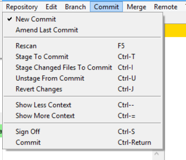 Repository Edit Branch Commit Merge Remote
New Commit
Amend Last Commit
Rescan F5
Stage To Commit Ctrl-T
Stage Changed Files To Commit Ctrl-I
Unstage From Commit Ctrl-U
Revert Changes Ctrl-J
Show Less Context Ctrl--
Show More Context Ctrl-=
Sign Off Ctrl-S
Commit Ctrl-Return